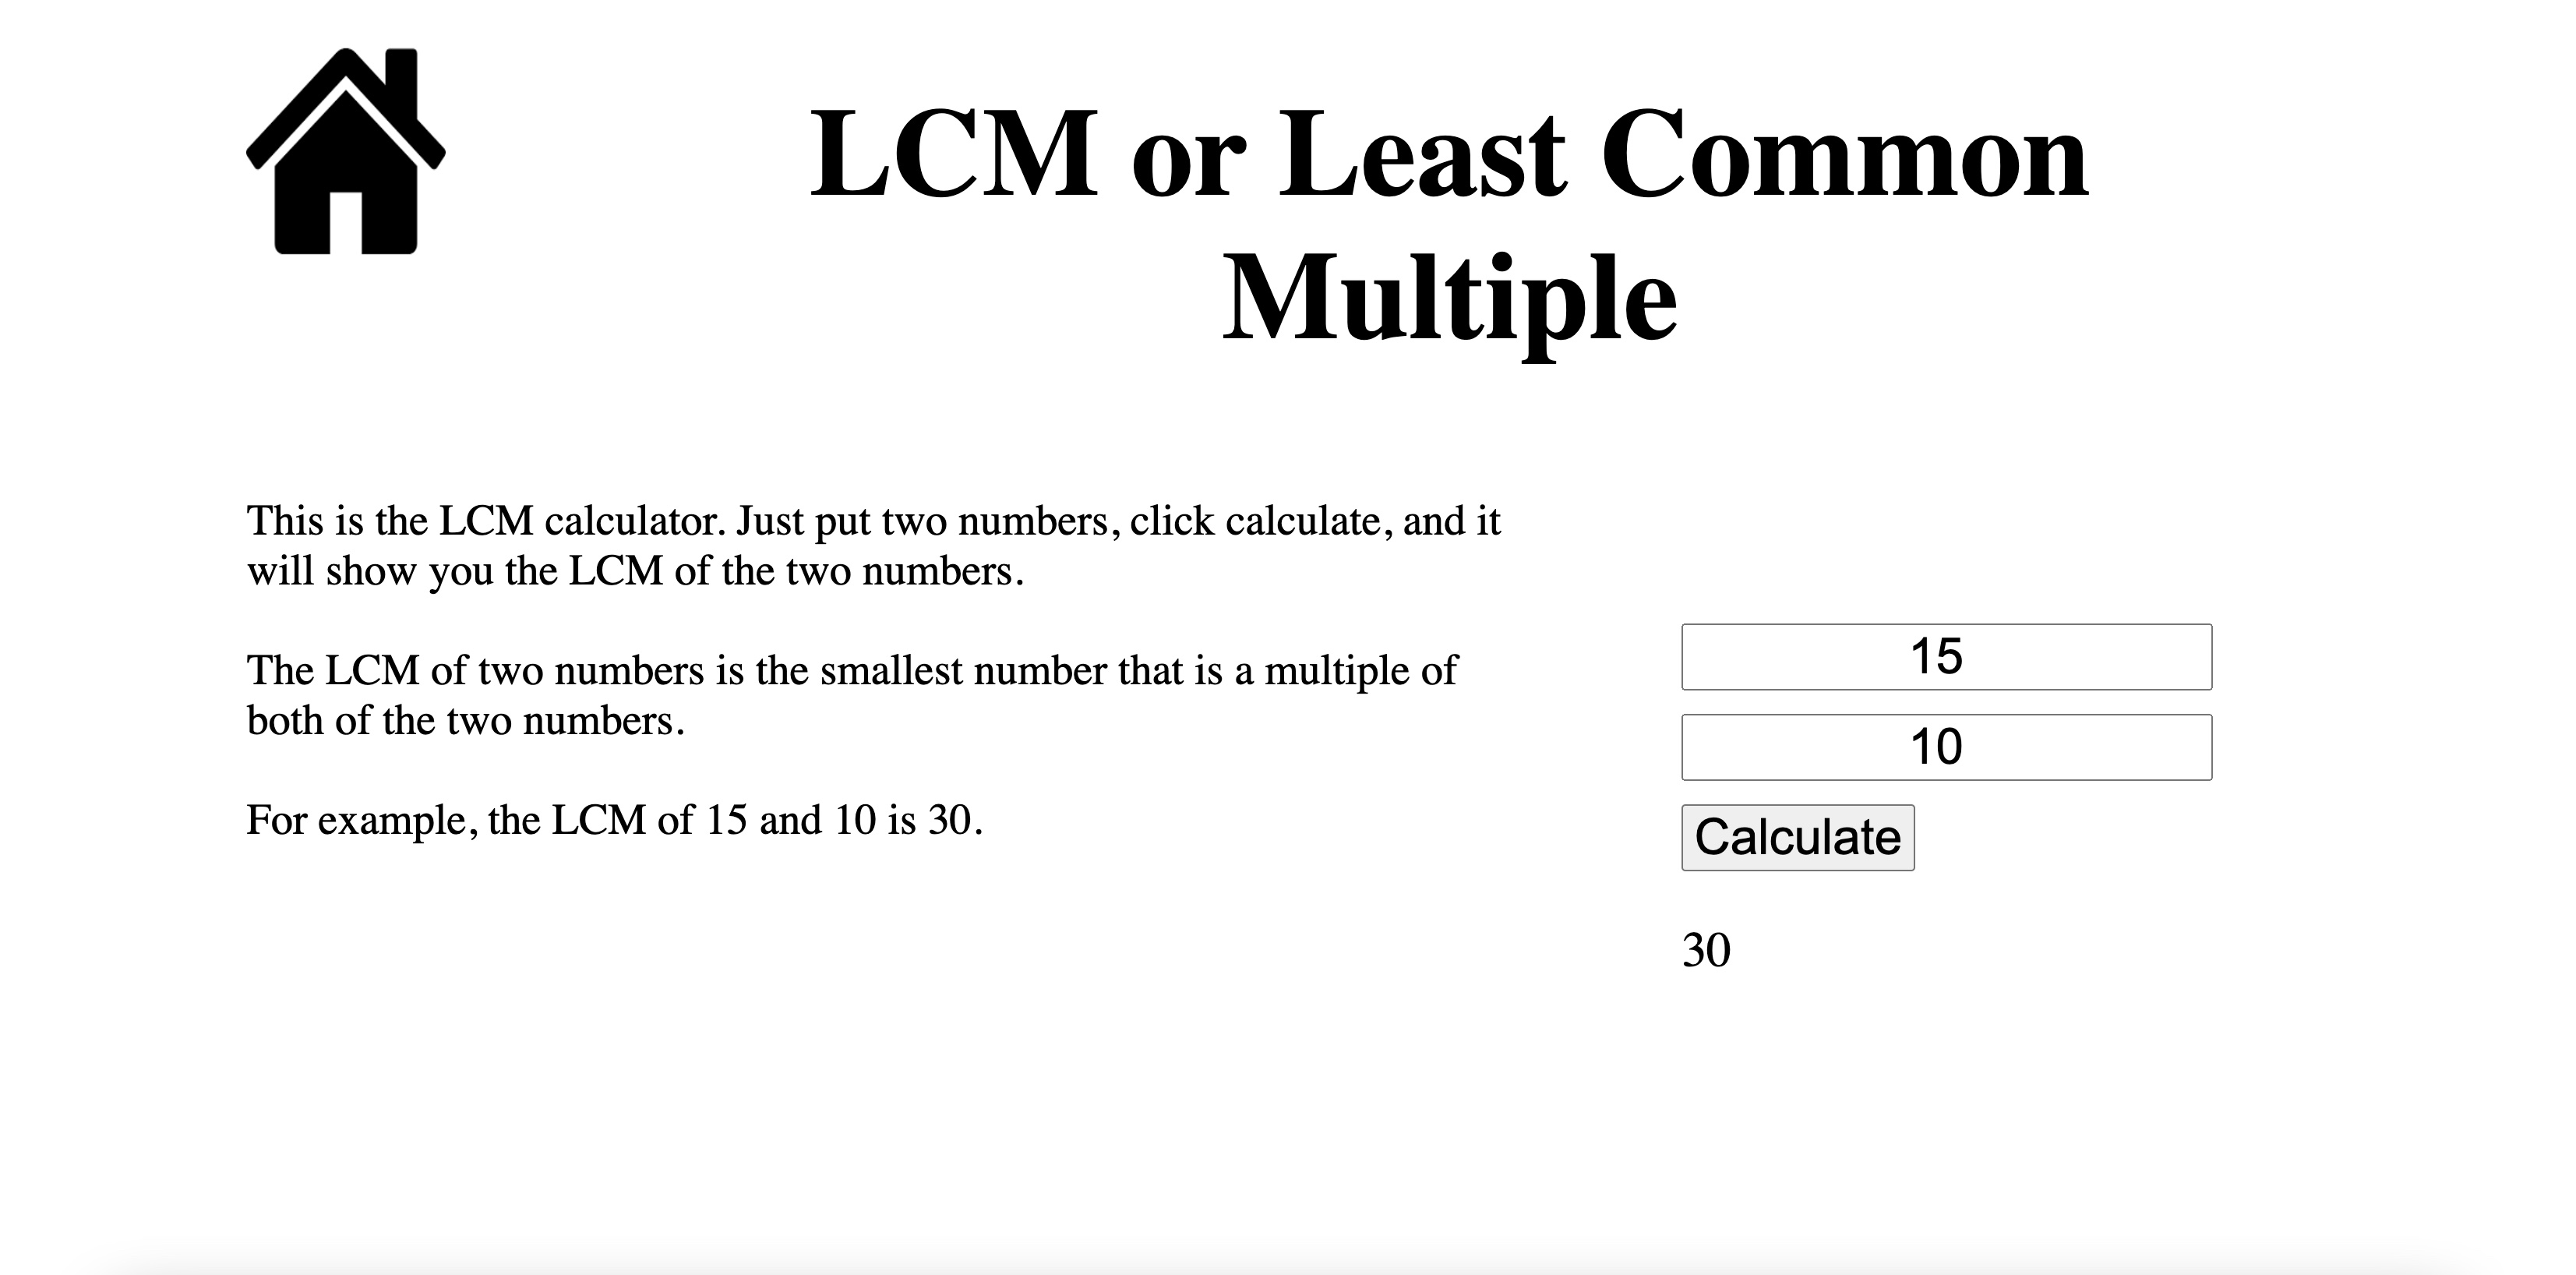 LCM or Least Common
Multiple
This is the LCM calculator. Just put two numbers, click calculate, and it
will show you the LCM of the two numbers.
The LCM of two numbers is the smallest number that is a multiple of
both of the two numbers.
For example, the LCM of 15 and 10 is 30.
15
10
Calculate
30